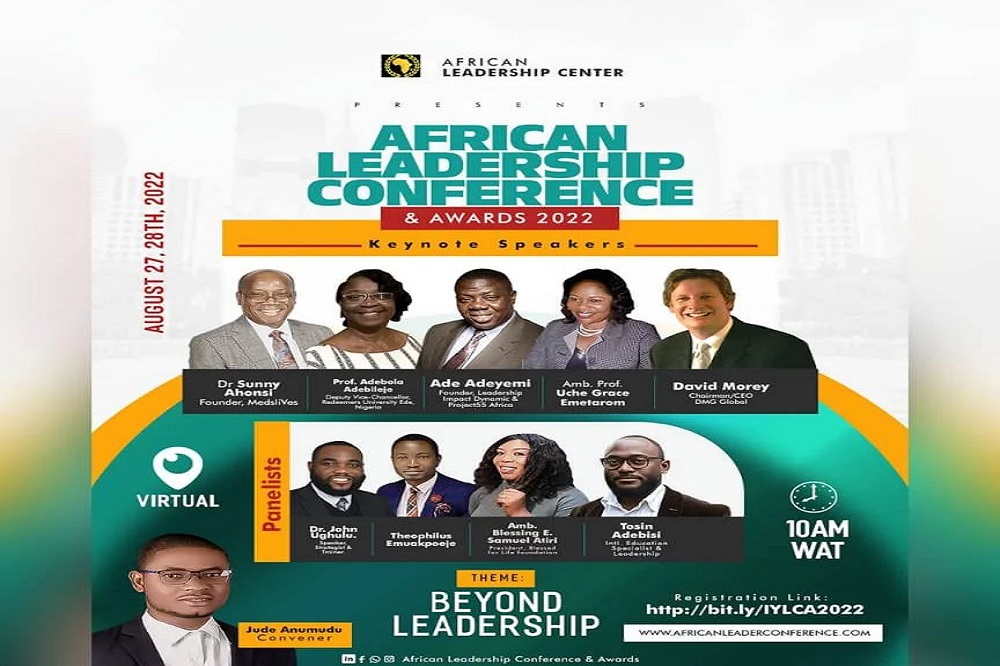 AFRICAN
LEADERSHIP CENTER
PRESENTS
AFRICAN
LEADERSHIP
CONFERENCE
& AWARDS 2022
Keynote Speakers
AUGUST 27, 28TH, 2022
Dr Sunny
Ahonsi
Founder, MedsliVas
Prof. Adebola
Adebileje
Deputy Vice-Chancellor,
Redeemers University Ede,
Nigeria
Ade Adeyemi
Founder, Leadership
Impact Dynamic &
Project55 Africa
Amb. Prof.
Uche Grace
Emetarom
David Morey
Chairman/CEO
DMG Global
VIRTUAL
Panelists
Dr. John
Ughulu.
Speaker,
Strategist &
Trainer
Theophilus
Emuakpoeje
Amb.
Blessing E.
Samuel Atiri
President, Blessed
for Life Foundation
Tosin
Adebisi
Intl. Education
Specialist &
Leadership
10AM
WAT
THEME:
BEYOND
LEADERSHIP
Registration Link:
http://bit.ly/IYLCA2022
WWW.AFRICANLEADERCONFERENCE.COM
Jude Anumudu
Convener
African Leadership Conference & Awards